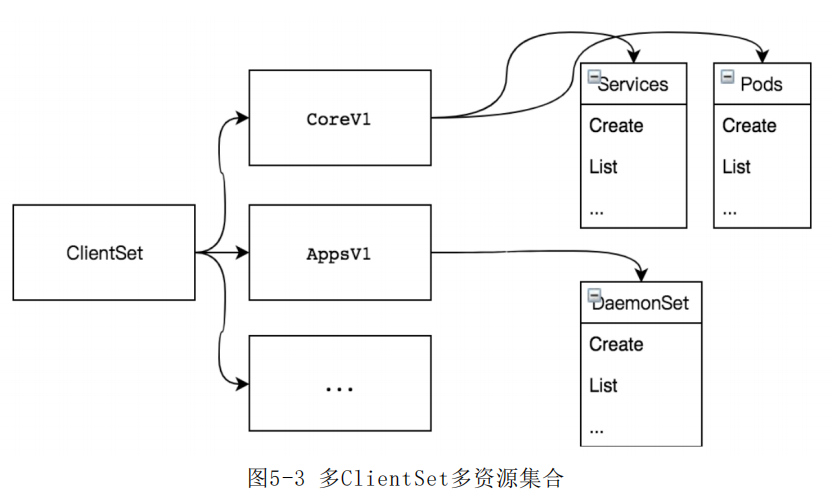 ClientSet
CoreV1
AppsV1
...
Services
Create
List
...
Pods
Create
List
...
DaemonSet
Create
List
...
图5-3 多ClientSet多资源集合